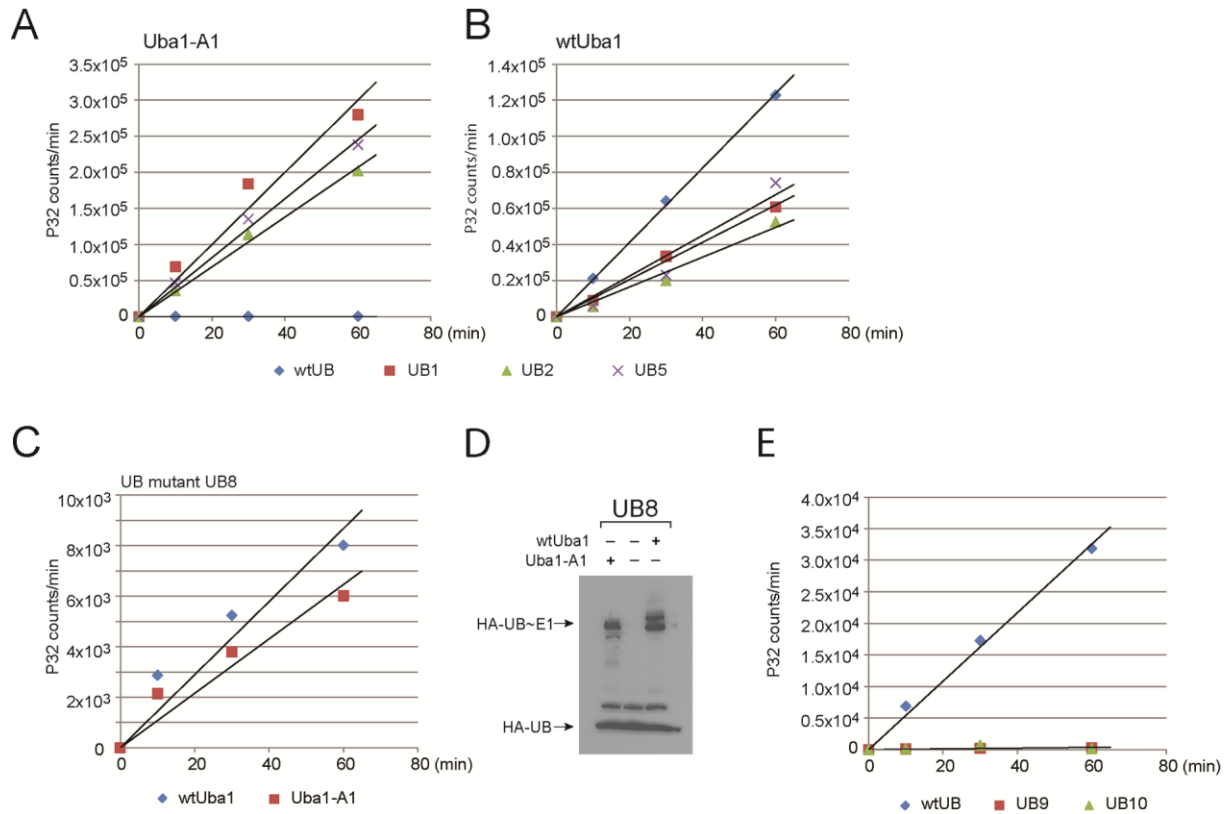 A
Uba1-A1
P32 counts/min
3.5x10⁵
3.0x10⁵
2.5x10⁵
2.0x10⁵
1.5x10⁵
1.0x10⁵
0.5x10⁵
0
0 20 40 60 80 (min)
B
wtUba1
P32 counts/min
1.4x10⁵
1.2x10⁵
1.0x10⁵
0.8x10⁵
0.6x10⁵
0.4x10⁵
0.2x10⁵
0
0 20 40 60 80 (min)
wtUB UB1 UB2 UB5
C
UB mutant UB8
P32 counts/min
10x10³
8x10³
6x10³
4x10³
2x10³
0
0 20 40 60 80 (min)
wtUba1 Uba1-A1
D
UB8
wtUba1 – – +
Uba1-A1 + – –
HA-UB~E1
HA-UB
E
P32 counts/min
4.0x10⁴
3.5x10⁴
3.0x10⁴
2.5x10⁴
2.0x10⁴
1.5x10⁴
1.0x10⁴
0.5x10⁴
0
0 20 40 60 80 (min)
wtUB UB9 UB10